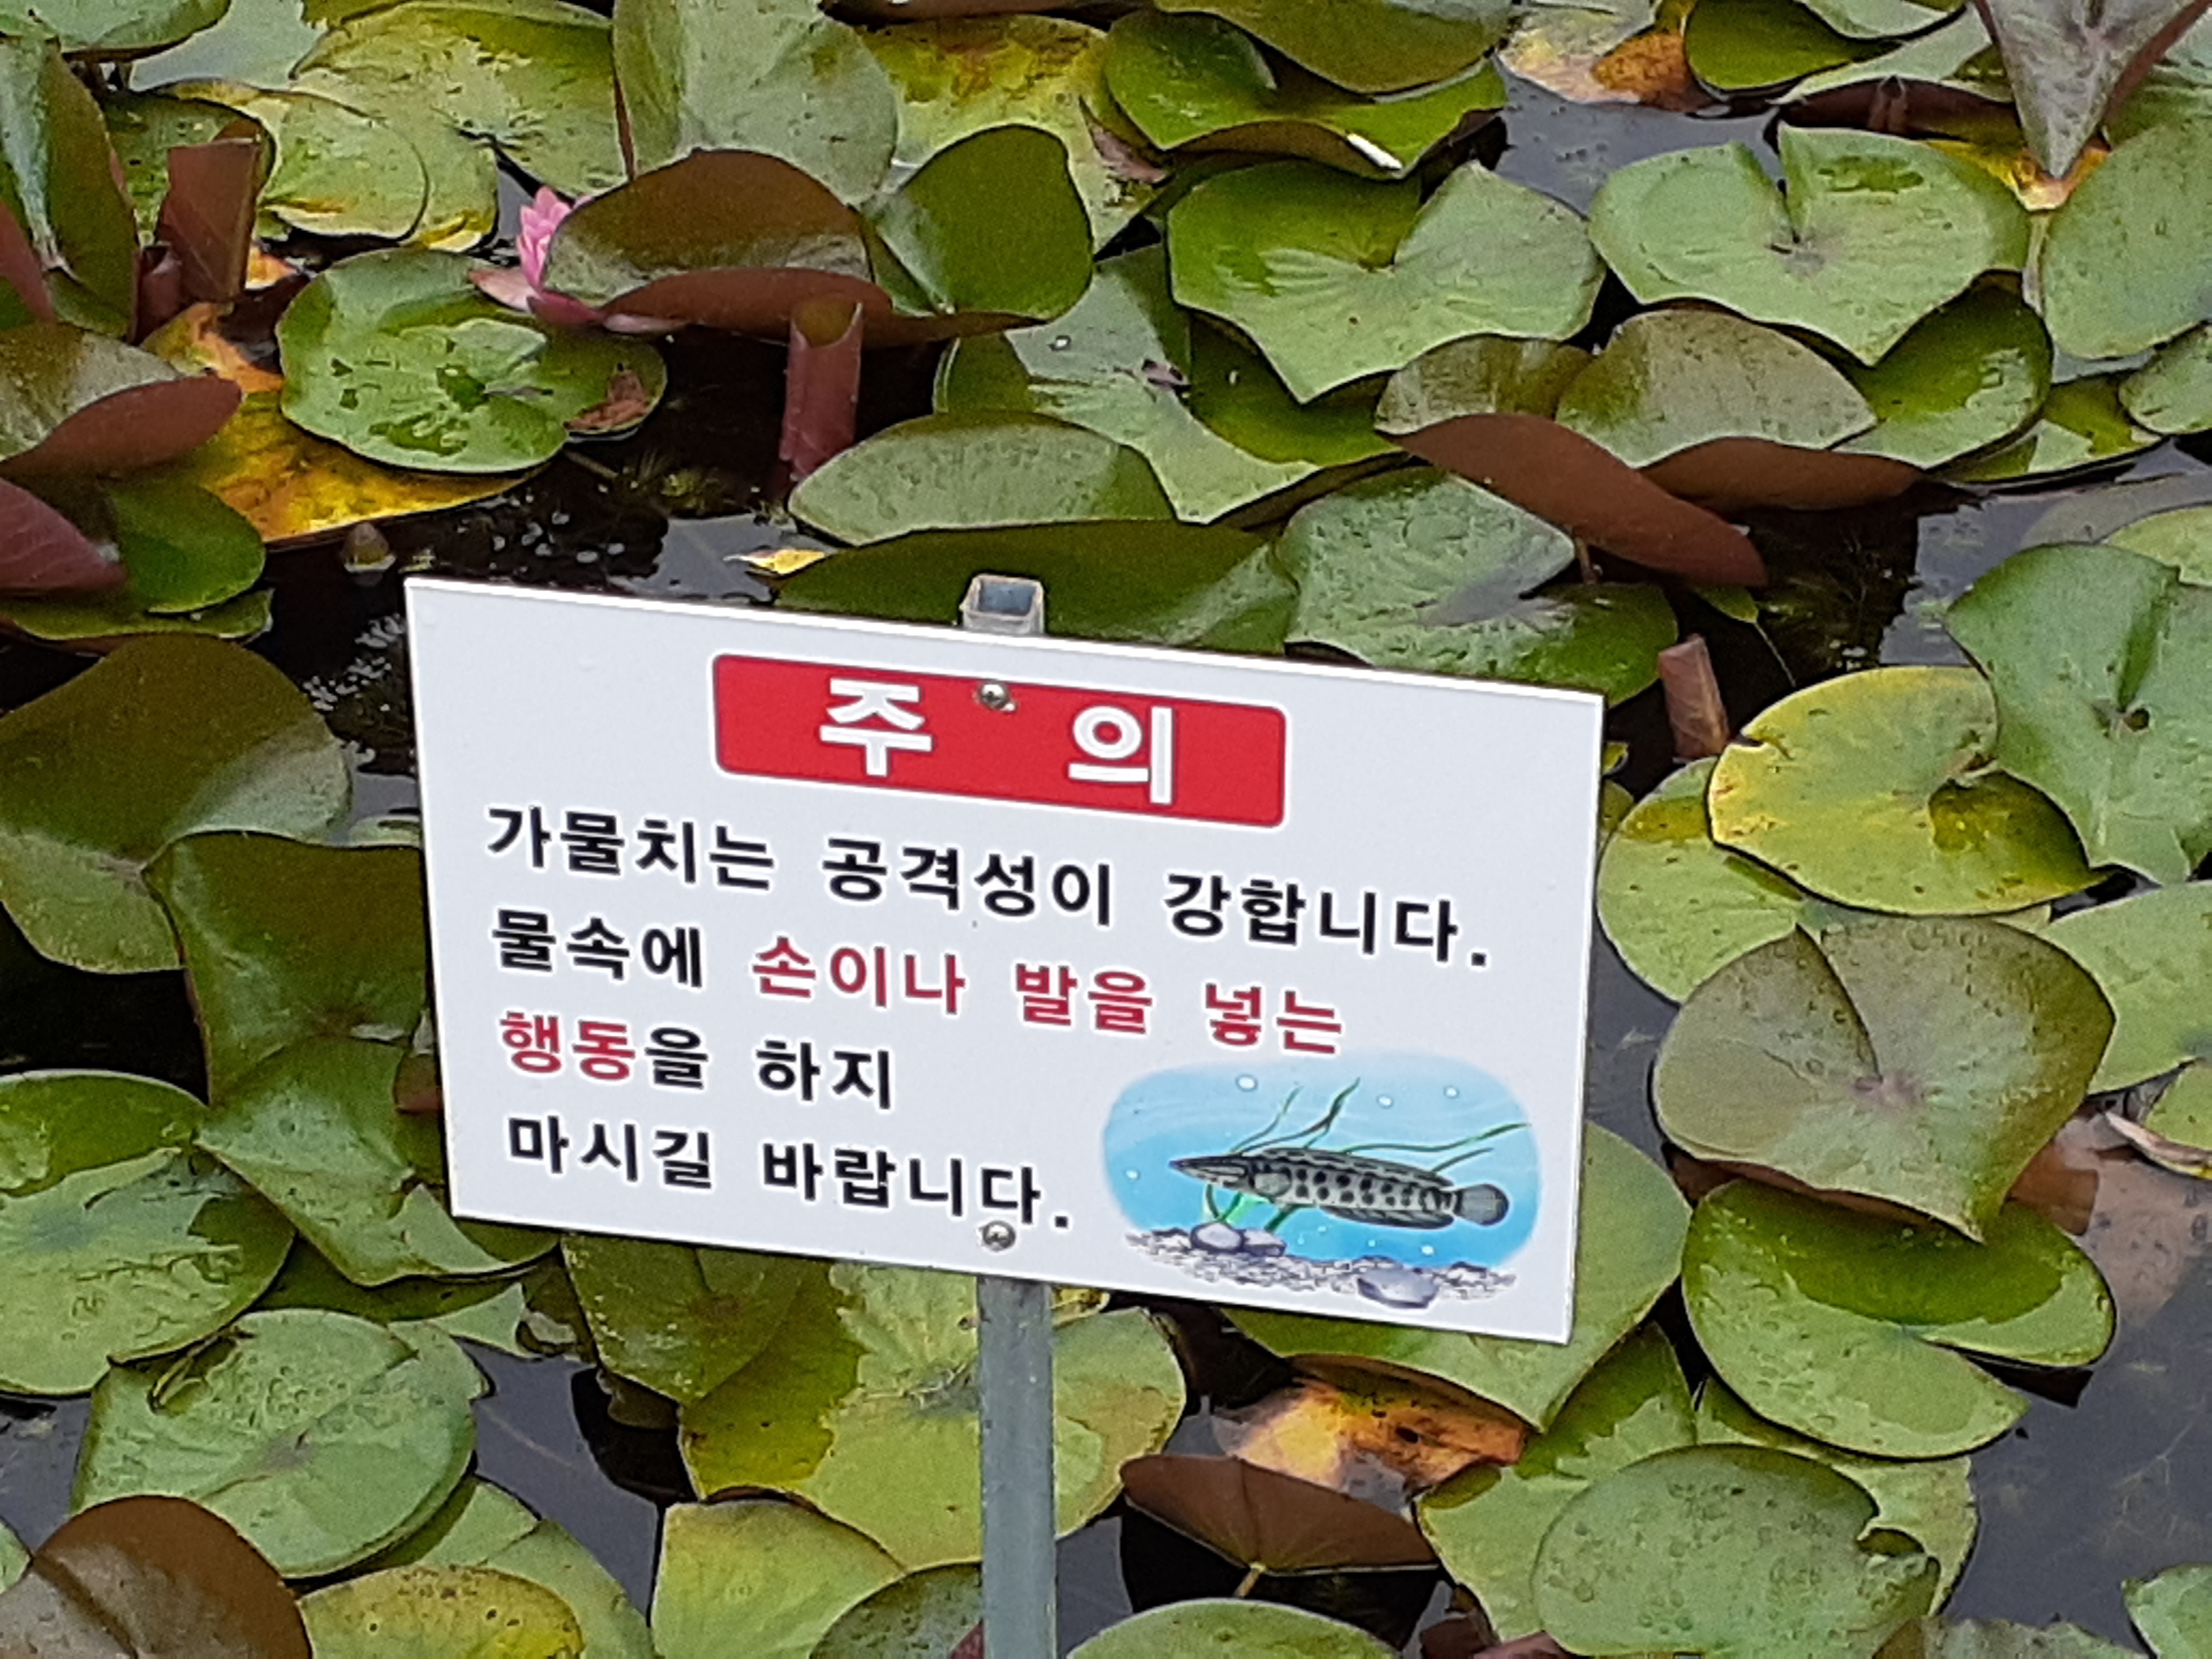 주 의
가물치는 공격성이 강합니다.
물속에 손이나 발을 넣는
행동을 하지
마시길 바랍니다.